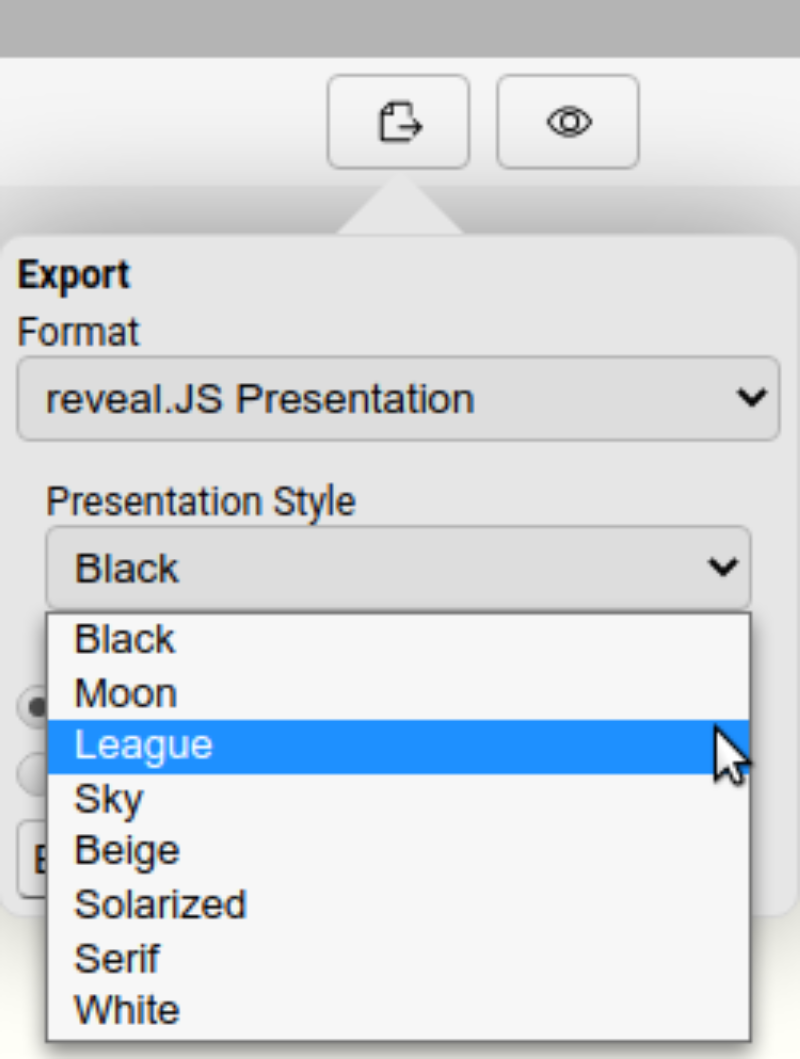 Export
Format
reveal.JS Presentation
Presentation Style
Black
Black
Moon
League
Sky
Beige
Solarized
Serif
White